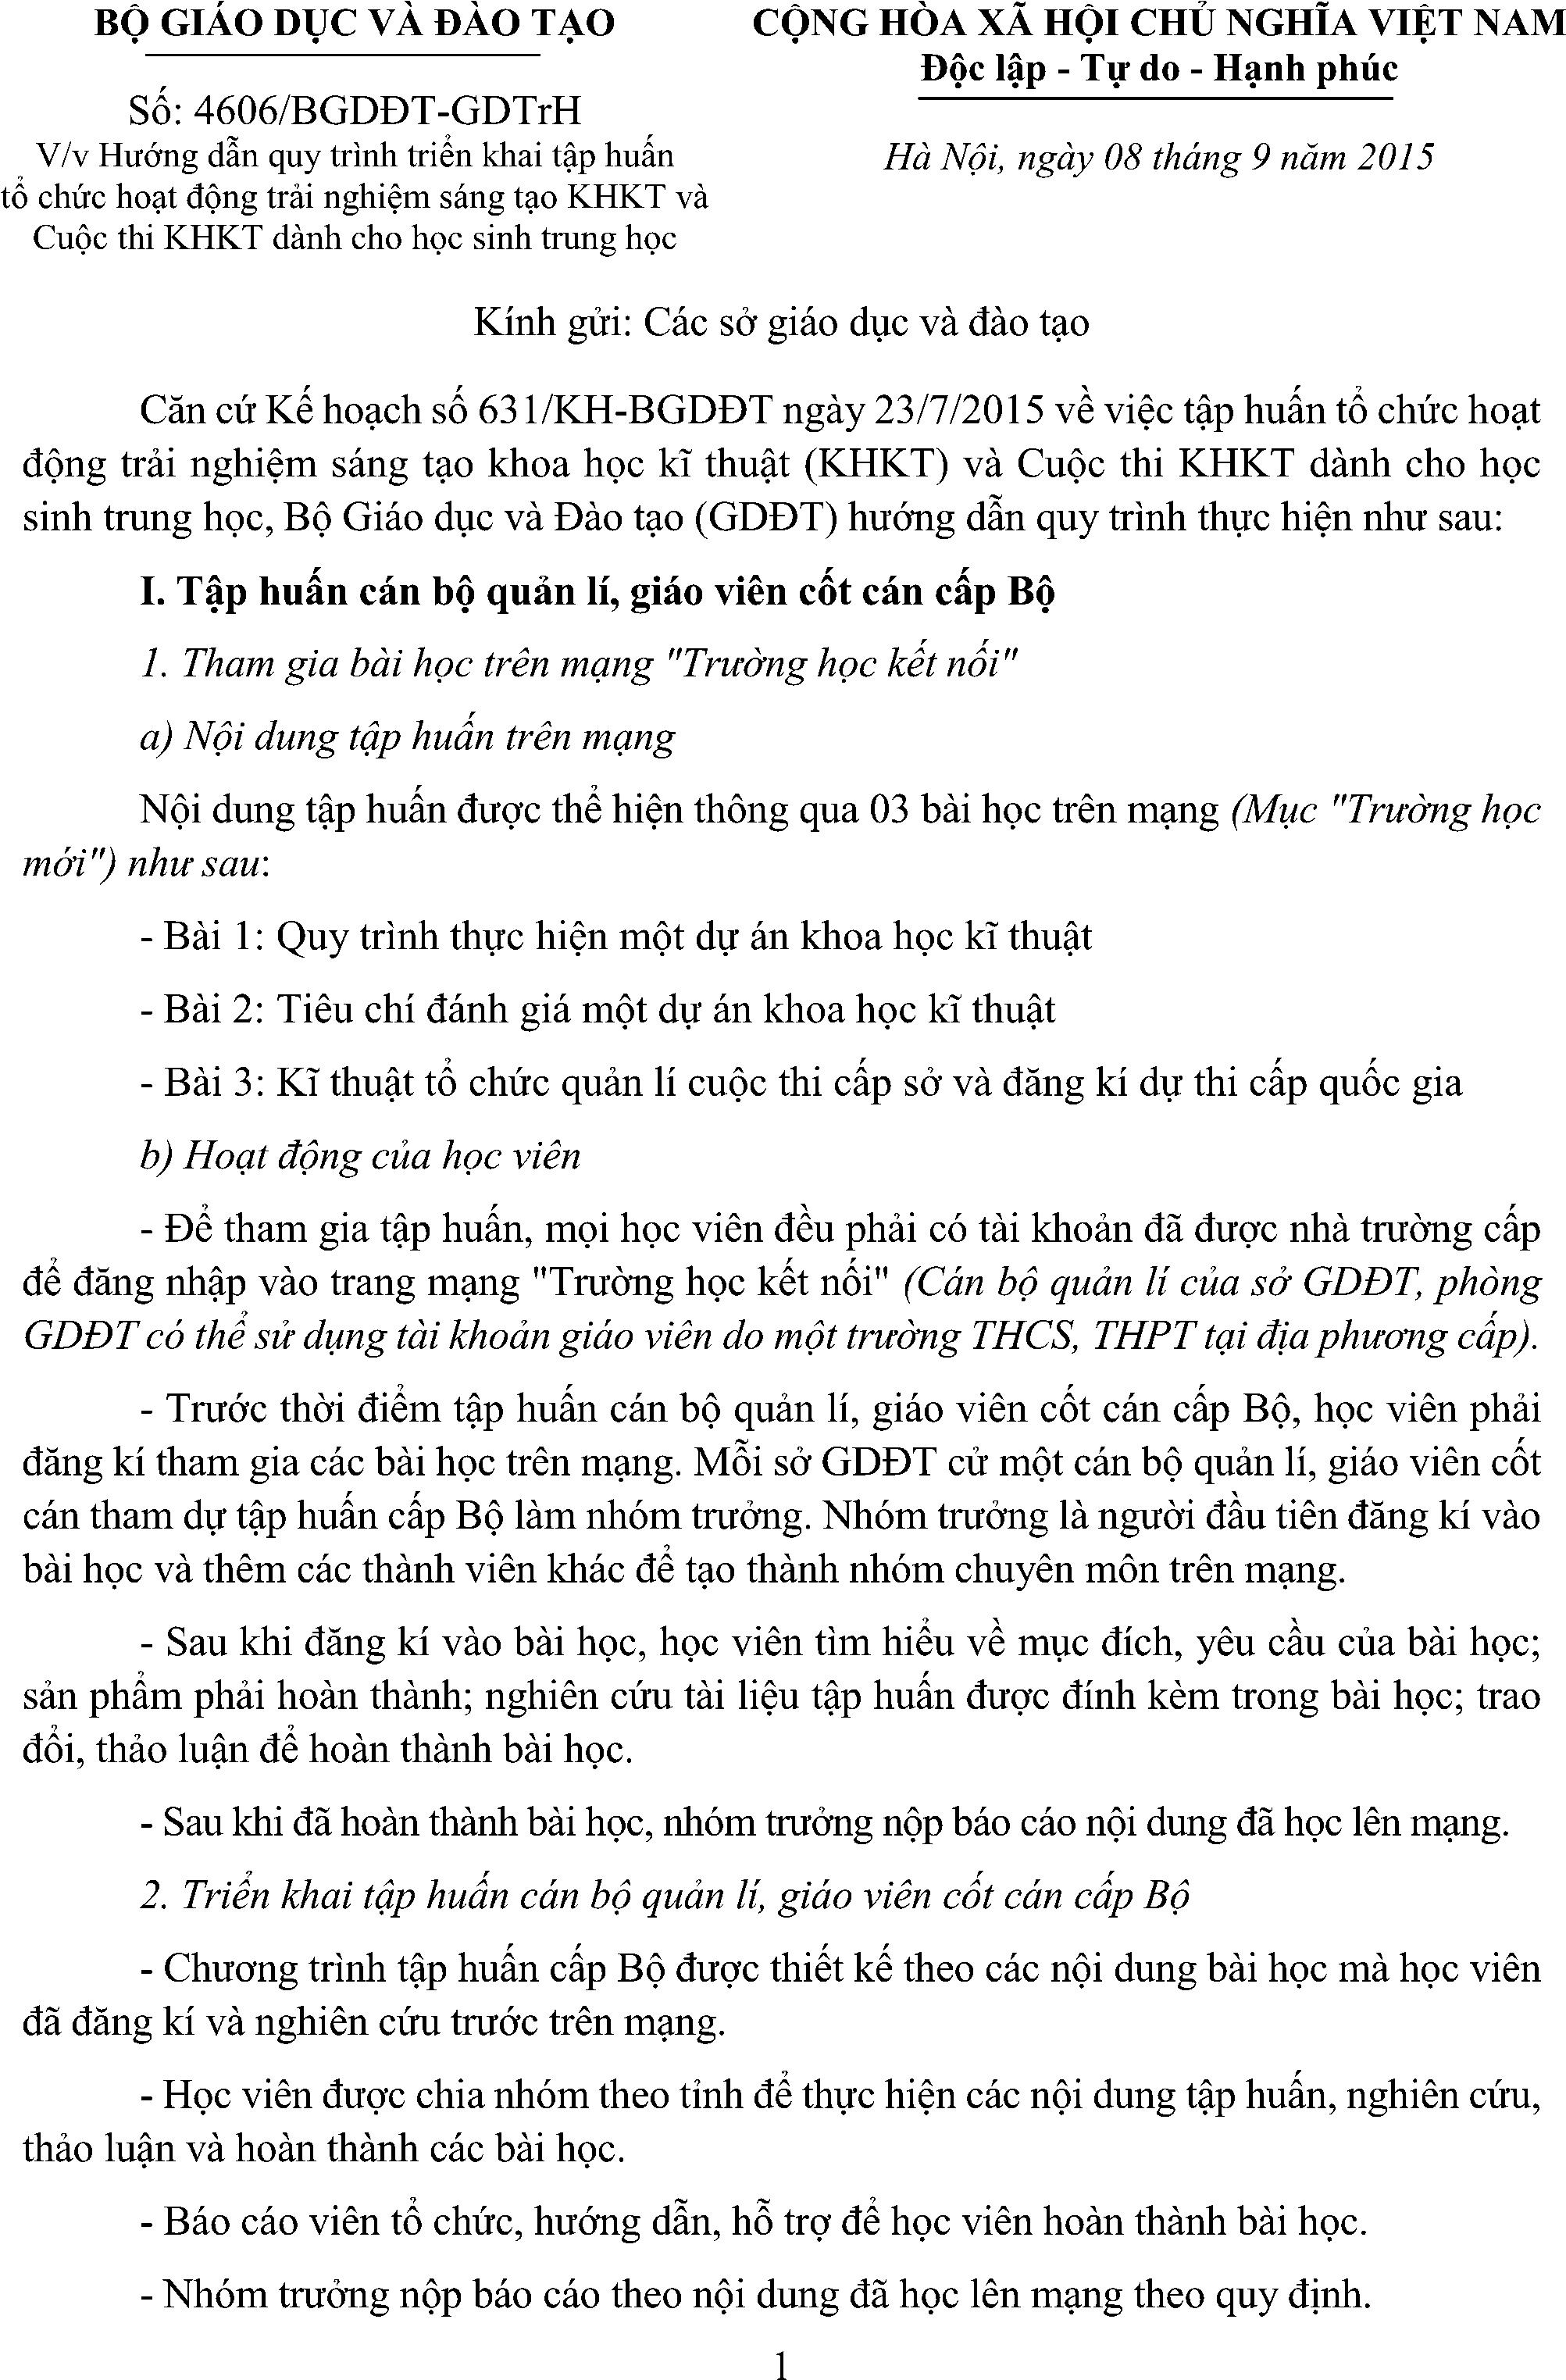 BỘ GIÁO DỤC VÀ ĐÀO TẠO
CỘNG HÒA XÃ HỘI CHỦ NGHĨA VIỆT NAM
Độc lập - Tự do - Hạnh phúc
Số: 4606/BGDĐT-GDTrH
V/v Hướng dẫn quy trình triển khai tập huấn
tổ chức hoạt động trải nghiệm sáng tạo KHKT và
Cuộc thi KHKT dành cho học sinh trung học
Hà Nội, ngày 08 tháng 9 năm 2015
Kính gửi: Các sở giáo dục và đào tạo
Căn cứ Kế hoạch số 631/KH-BGDĐT ngày 23/7/2015 về việc tập huấn tổ chức hoạt
động trải nghiệm sáng tạo khoa học kĩ thuật (KHKT) và Cuộc thi KHKT dành cho học
sinh trung học, Bộ Giáo dục và Đào tạo (GDĐT) hướng dẫn quy trình thực hiện như sau:
I. Tập huấn cán bộ quản lí, giáo viên cốt cán cấp Bộ
1. Tham gia bài học trên mạng "Trường học kết nối"
a) Nội dung tập huấn trên mạng
Nội dung tập huấn được thể hiện thông qua 03 bài học trên mạng (Mục "Trường học
mới") như sau:
- Bài 1: Quy trình thực hiện một dự án khoa học kĩ thuật
- Bài 2: Tiêu chí đánh giá một dự án khoa học kĩ thuật
- Bài 3: Kĩ thuật tổ chức quản lí cuộc thi cấp sở và đăng kí dự thi cấp quốc gia
b) Hoạt động của học viên
- Để tham gia tập huấn, mọi học viên đều phải có tài khoản đã được nhà trường cấp
để đăng nhập vào trang mạng "Trường học kết nối" (Cán bộ quản lí của sở GDĐT, phòng
GDĐT có thể sử dụng tài khoản giáo viên do một trường THCS, THPT tại địa phương cấp).
- Trước thời điểm tập huấn cán bộ quản lí, giáo viên cốt cán cấp Bộ, học viên phải
đăng kí tham gia các bài học trên mạng. Mỗi sở GDĐT cử một cán bộ quản lí, giáo viên cốt
cán tham dự tập huấn cấp Bộ làm nhóm trưởng. Nhóm trưởng là người đầu tiên đăng kí vào
bài học và thêm các thành viên khác để tạo thành nhóm chuyên môn trên mạng.
- Sau khi đăng kí vào bài học, học viên tìm hiểu về mục đích, yêu cầu của bài học;
sản phẩm phải hoàn thành; nghiên cứu tài liệu tập huấn được đính kèm trong bài học; trao
đổi, thảo luận để hoàn thành bài học.
- Sau khi đã hoàn thành bài học, nhóm trưởng nộp báo cáo nội dung đã học lên mạng.
2. Triển khai tập huấn cán bộ quản lí, giáo viên cốt cán cấp Bộ
- Chương trình tập huấn cấp Bộ được thiết kế theo các nội dung bài học mà học viên
đã đăng kí và nghiên cứu trước trên mạng.
- Học viên được chia nhóm theo tỉnh để thực hiện các nội dung tập huấn, nghiên cứu,
thảo luận và hoàn thành các bài học.
- Báo cáo viên tổ chức, hướng dẫn, hỗ trợ để học viên hoàn thành bài học.
- Nhóm trưởng nộp báo cáo theo nội dung đã học lên mạng theo quy định.
1